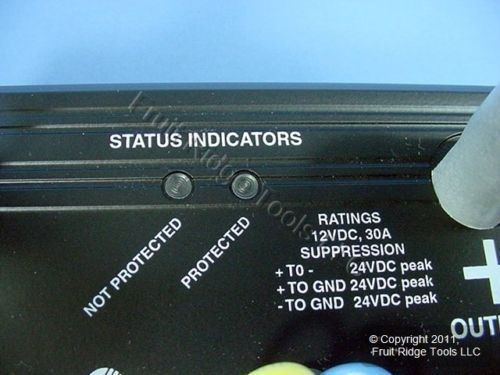 STATUS INDICATORS
NOT PROTECTED
PROTECTED
RATINGS
12VDC, 30A
SUPPRESSION
+ T0 - 24VDC peak
+ TO GND 24VDC peak
- TO GND 24VDC peak
+
OUT
Fruit Ridge Tools
© Copyright 2011,
Fruit Ridge Tools LLC